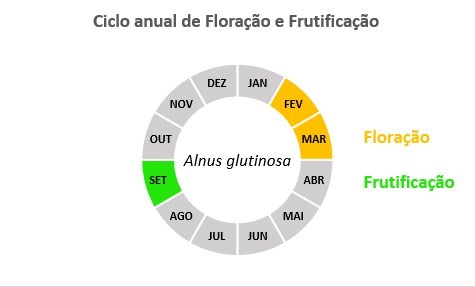 Ciclo anual de Floração e Frutificação
DEZ
JAN
NOV
FEV
OUT
MAR
Floração
Alnus glutinosa
SET
ABR
Frutificação
AGO
MAI
JUL
JUN